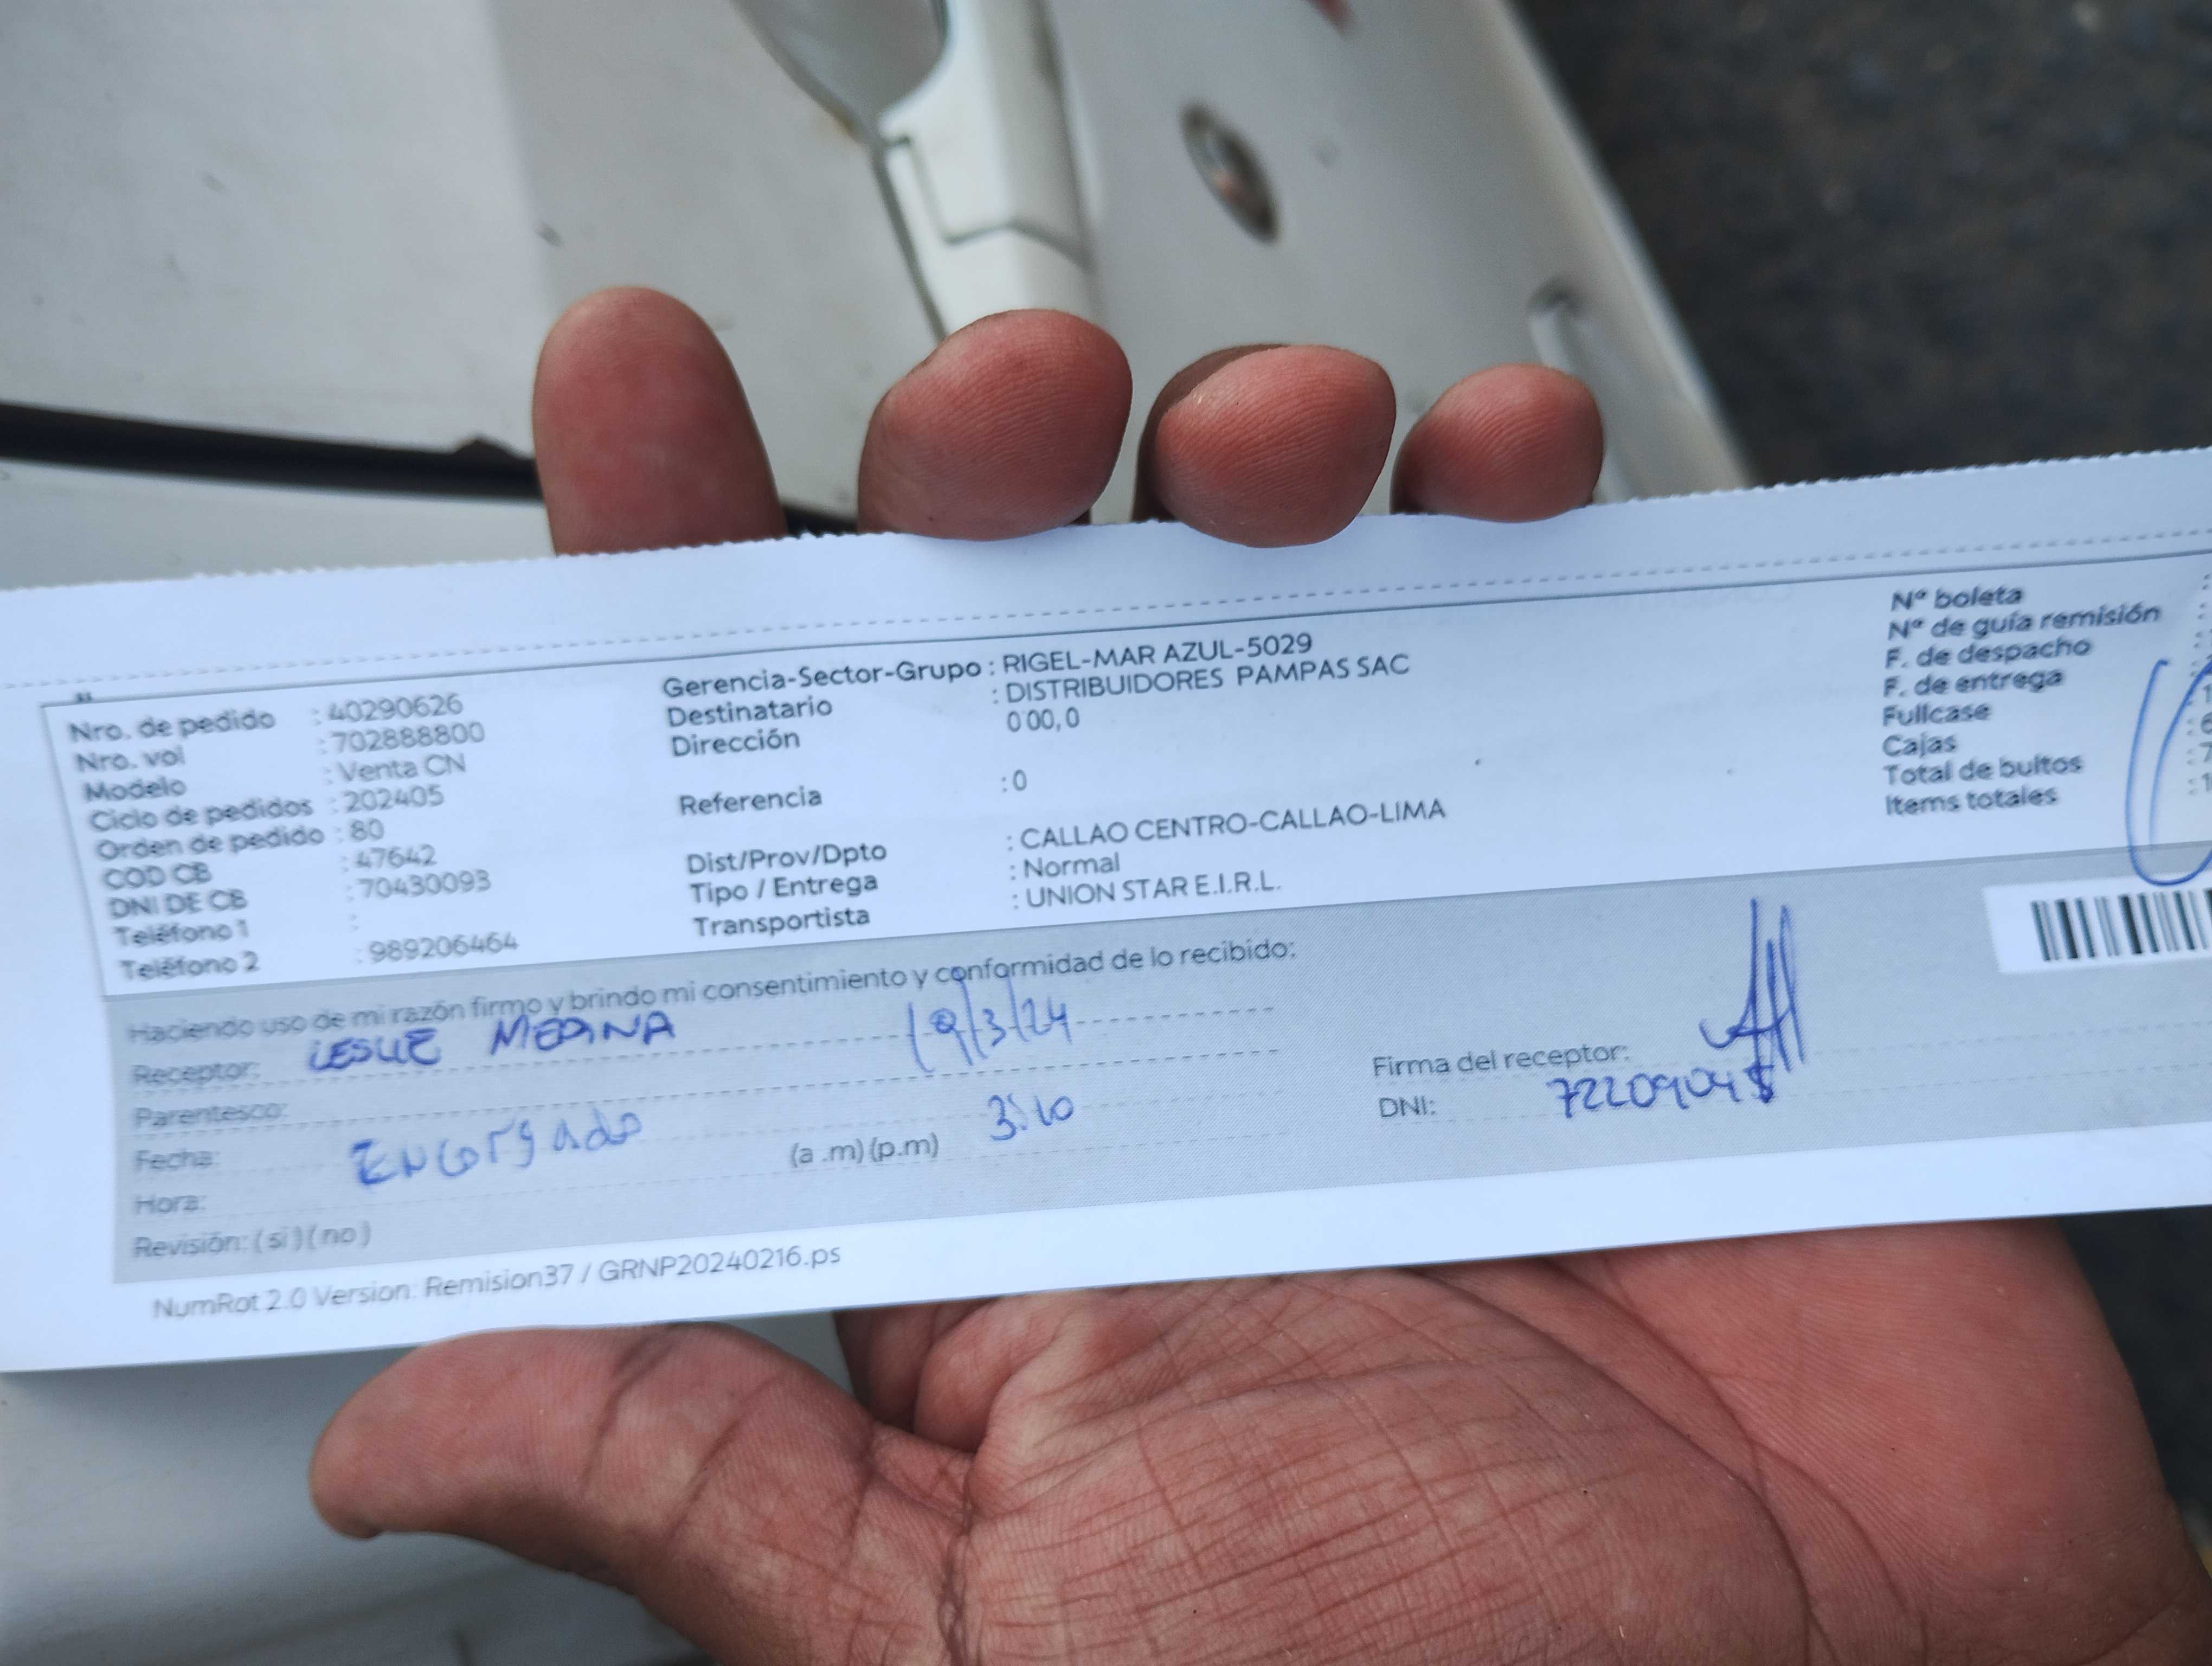 Nro. de pedido : 40290626
Nro. vol : 702888800
Modelo : Venta CN
Ciclo de pedidos : 202405
Orden de pedido : 80
COD CB : 47642
DNI DE CB : 70430093
Teléfono 1 :
Teléfono 2 : 989206464
Gerencia-Sector-Grupo : RIGEL-MAR AZUL-5029
Destinatario : DISTRIBUIDORES PAMPAS SAC
Dirección 0 00, 0
Referencia : 0
Dist/Prov/Dpto : CALLAO CENTRO-CALLAO-LIMA
Tipo / Entrega : Normal
Transportista : UNION STAR E.I.R.L.
Nº boleta :
Nº de guía remisión :
F. de despacho
F. de entrega
Fullcase
Cajas
Total de bultos
Items totales
Haciendo uso de mi razón firmo y brindo mi consentimiento y conformidad de lo recibido:
Receptor: LESLIE MEDINA 19/3/24
Parentesco:
Fecha: Encargado
Hora: (a .m) (p.m) 3:10
Revisión: ( si ) ( no )
Firma del receptor:
DNI: 72209045
NumRot 2.0 Version: Remision37 / GRNP20240216.ps